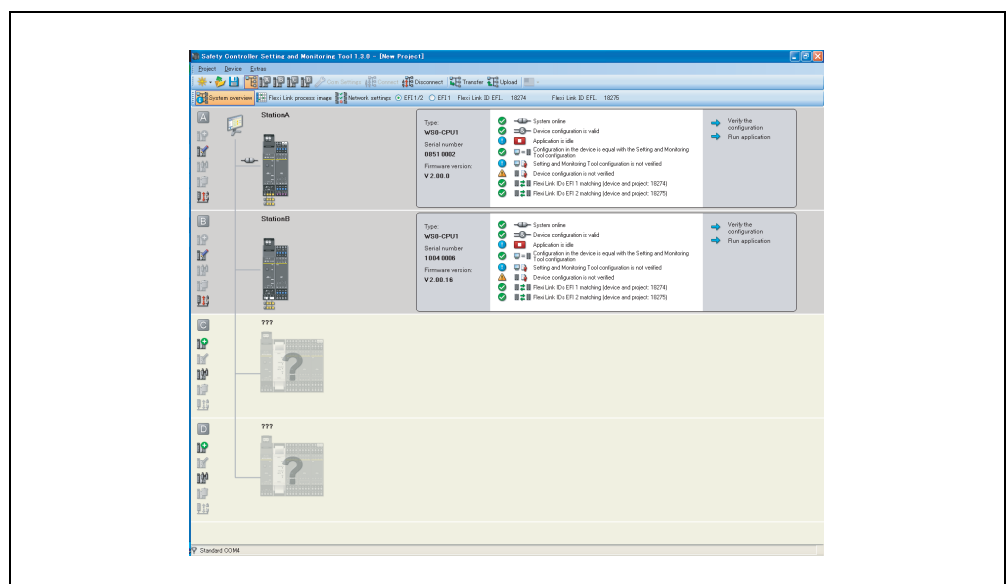 Safety Controller Setting and Monitoring Tool 1.3.0 - [New Project]
Project Device Extras
Core Settings Connect Disconnect Transfer Upload
System overview Flexi Link process image Network settings EFI1/2 EFI1 Flexi Link ID EFI. 18274 Flexi Link ID EFI. 18275
A
StationA
Type:
WS0-CPU1
Serial number
0851 0002
Firmware version:
V 2.00.0
System online
Device configuration is valid
Application is idle
Configuration in the device is equal with the Setting and Monitoring
Tool configuration
Setting and Monitoring Tool configuration is not verified
Device configuration is not verified
Flexi Link IDs EFI 1 matching (device and project: 18274)
Flexi Link IDs EFI 2 matching (device and project: 18275)
Verify the
configuration
Run application
B
StationB
Type:
WS0-CPU1
Serial number
1004 0006
Firmware version:
V 2.00.16
System online
Device configuration is valid
Application is idle
Configuration in the device is equal with the Setting and Monitoring
Tool configuration
Setting and Monitoring Tool configuration is not verified
Device configuration is not verified
Flexi Link IDs EFI 1 matching (device and project: 18274)
Flexi Link IDs EFI 2 matching (device and project: 18275)
Verify the
configuration
Run application
C
???
?
D
???
?
Standard COM4